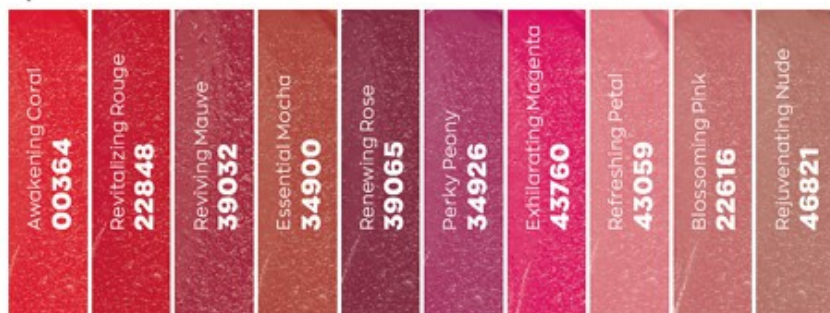 Awakening Coral
00364
Revitalizing Rouge
22848
Reviving Mauve
39032
Essential Mocha
34900
Renewing Rose
39065
Perky Peony
34926
Exhilarating Magenta
43760
Refreshing Petal
43059
Blossoming Pink
22616
Rejuvenating Nude
46821